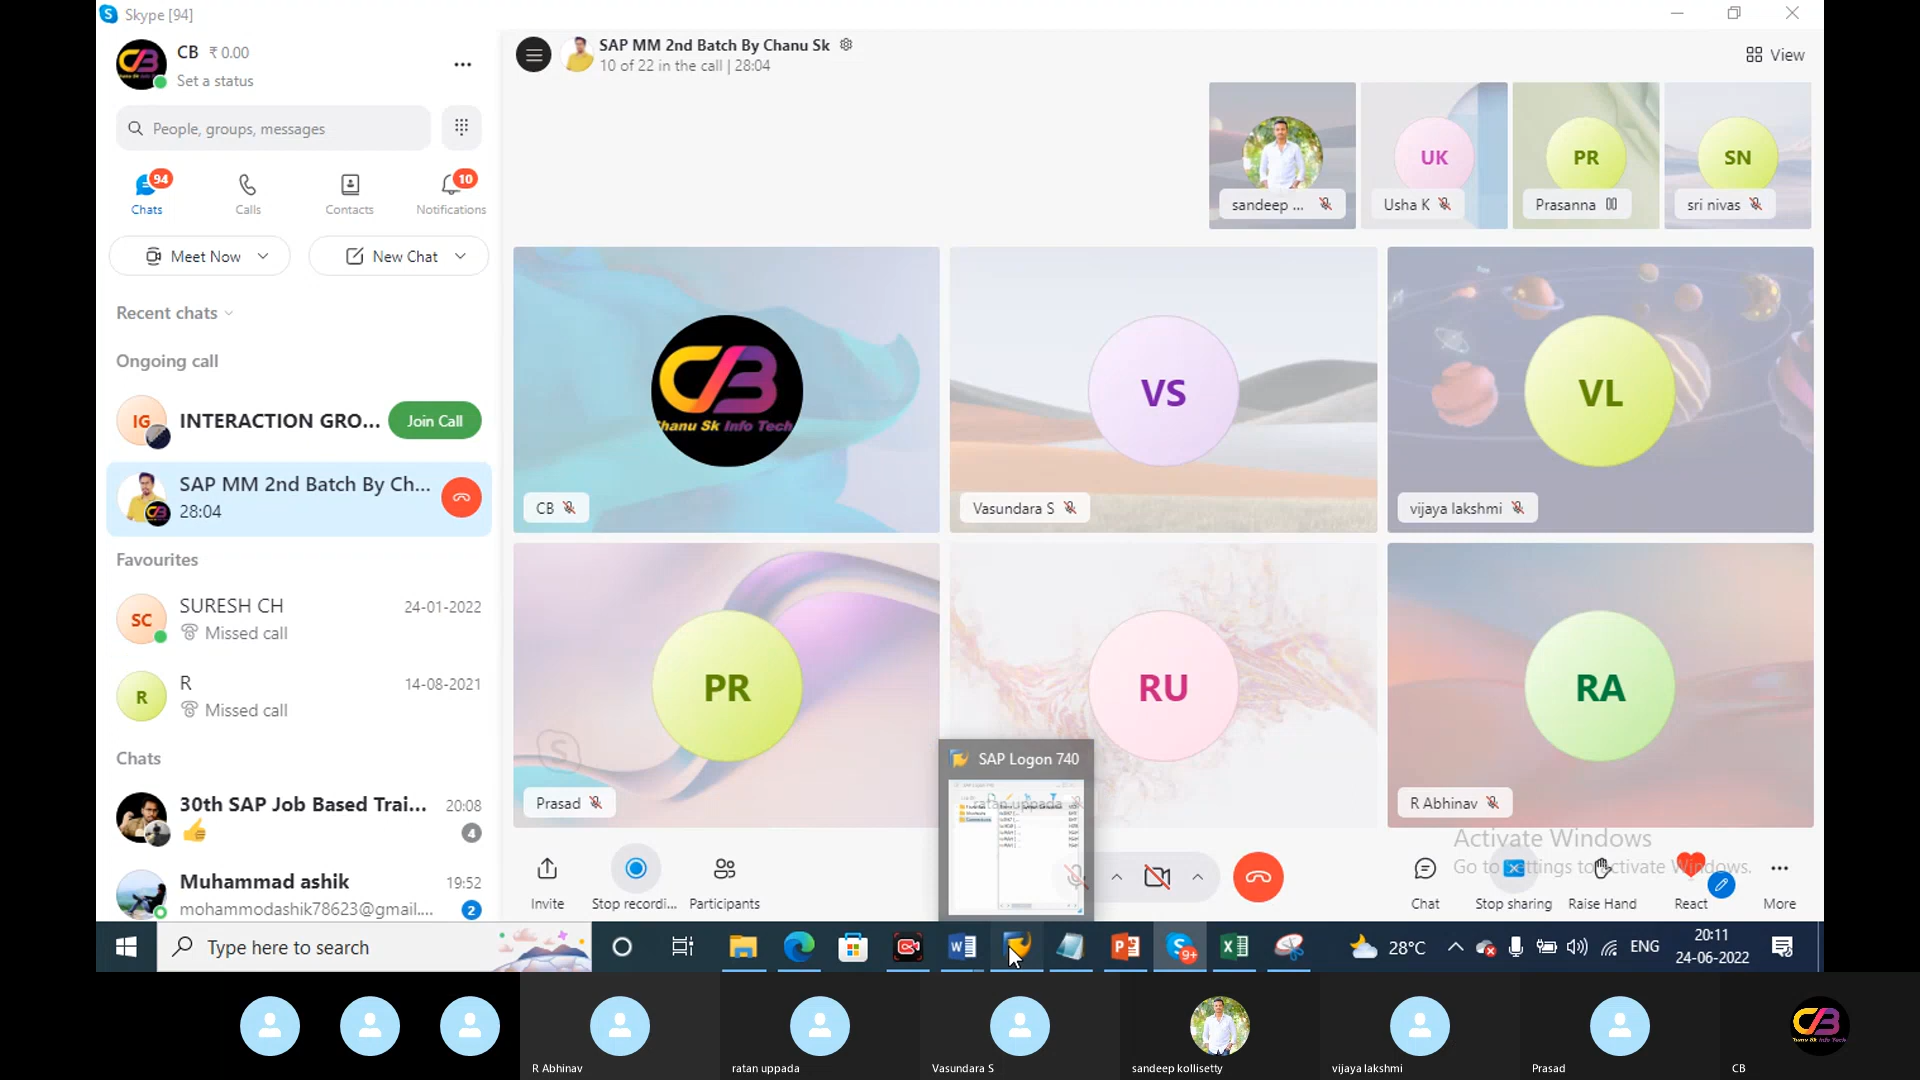 Skype [94]
CB ₹ 0.00
Set a status
People, groups, messages
94
10
Chats
Calls
Contacts
Notifications
Meet Now
New Chat
Recent chats
Ongoing call
IG
INTERACTION GRO...
Join Call
SAP MM 2nd Batch By Ch...
28:04
Favourites
SC
SURESH CH
24-01-2022
Missed call
R
R
14-08-2021
Missed call
Chats
30th SAP Job Based Trai...
20:08
4
Muhammad ashik
19:52
mohammodashik78623@gmail....
2
SAP MM 2nd Batch By Chanu Sk
10 of 22 in the call | 28:04
View
sandeep ...
UK
Usha K
PR
Prasanna
SN
sri nivas
Chanu Sk Info Tech
CB
VS
Vasundara S
VL
vijaya lakshmi
PR
Prasad
RU
ratan uppada
RA
R Abhinav
SAP Logon 740
Activate Windows
Go to Settings to activate Windows.
Invite
Stop recordi...
Participants
Chat
Stop sharing
Raise Hand
React
More
Type here to search
9+
28°C
ENG
20:11
24-06-2022
R Abhinav
ratan uppada
Vasundara S
sandeep kollisetty
vijaya lakshmi
Prasad
CB